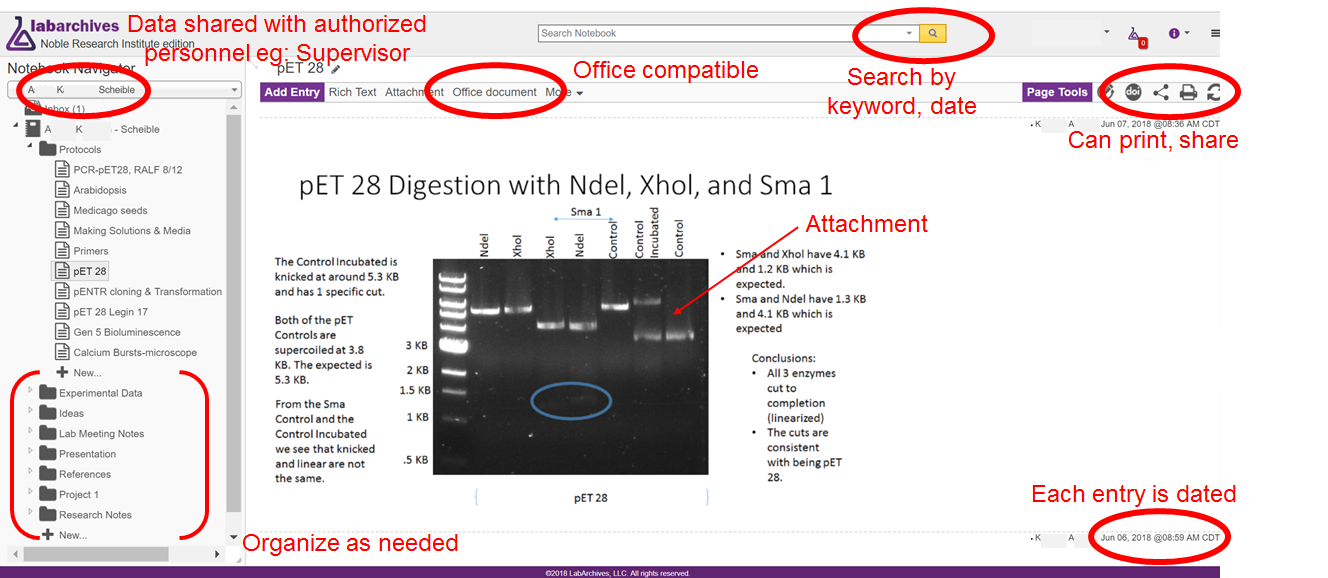 labarchives
Noble Research Institute edition
Data shared with authorized
personnel eg: Supervisor
Search Notebook
0
Notebook Navigator
A K Scheible
Inbox (1)
A K - Scheible
Protocols
PCR-pET28, RALF 8/12
Arabidopsis
Medicago seeds
Making Solutions & Media
Primers
pET 28
pENTR cloning & Transformation
pET 28 Legin 17
Gen 5 Bioluminescence
Calcium Bursts-microscope
New...
Experimental Data
Ideas
Lab Meeting Notes
Presentation
References
Project 1
Research Notes
New...
Organize as needed
pET 28
Office compatible
Search by
keyword, date
Add Entry Rich Text Attachment Office document More
Page Tools
doi
Can print, share
K A Jun 07, 2018 @08:36 AM CDT
pET 28 Digestion with Ndel, Xhol, and Sma 1
Sma 1
Ndel
Xhol
Xhol
Ndel
Control
Control
Incubated
Control
Attachment
The Control Incubated is
knicked at around 5.3 KB
and has 1 specific cut.
Both of the pET
Controls are
supercoiled at 3.8
KB. The expected is
5.3 KB.
From the Sma
Control and the
Control Incubated
we see that knicked
and linear are not
the same.
3 KB
2 KB
1.5 KB
1 KB
.5 KB
pET 28
• Sma and Xhol have 4.1 KB
and 1.2 KB which is
expected.
• Sma and Ndel have 1.3 KB
and 4.1 KB which is
expected
Conclusions:
• All 3 enzymes
cut to
completion
(linearized)
• The cuts are
consistent
with being pET
28.
Each entry is dated
K A Jun 06, 2018 @08:59 AM CDT
©2018 LabArchives, LLC. All rights reserved.